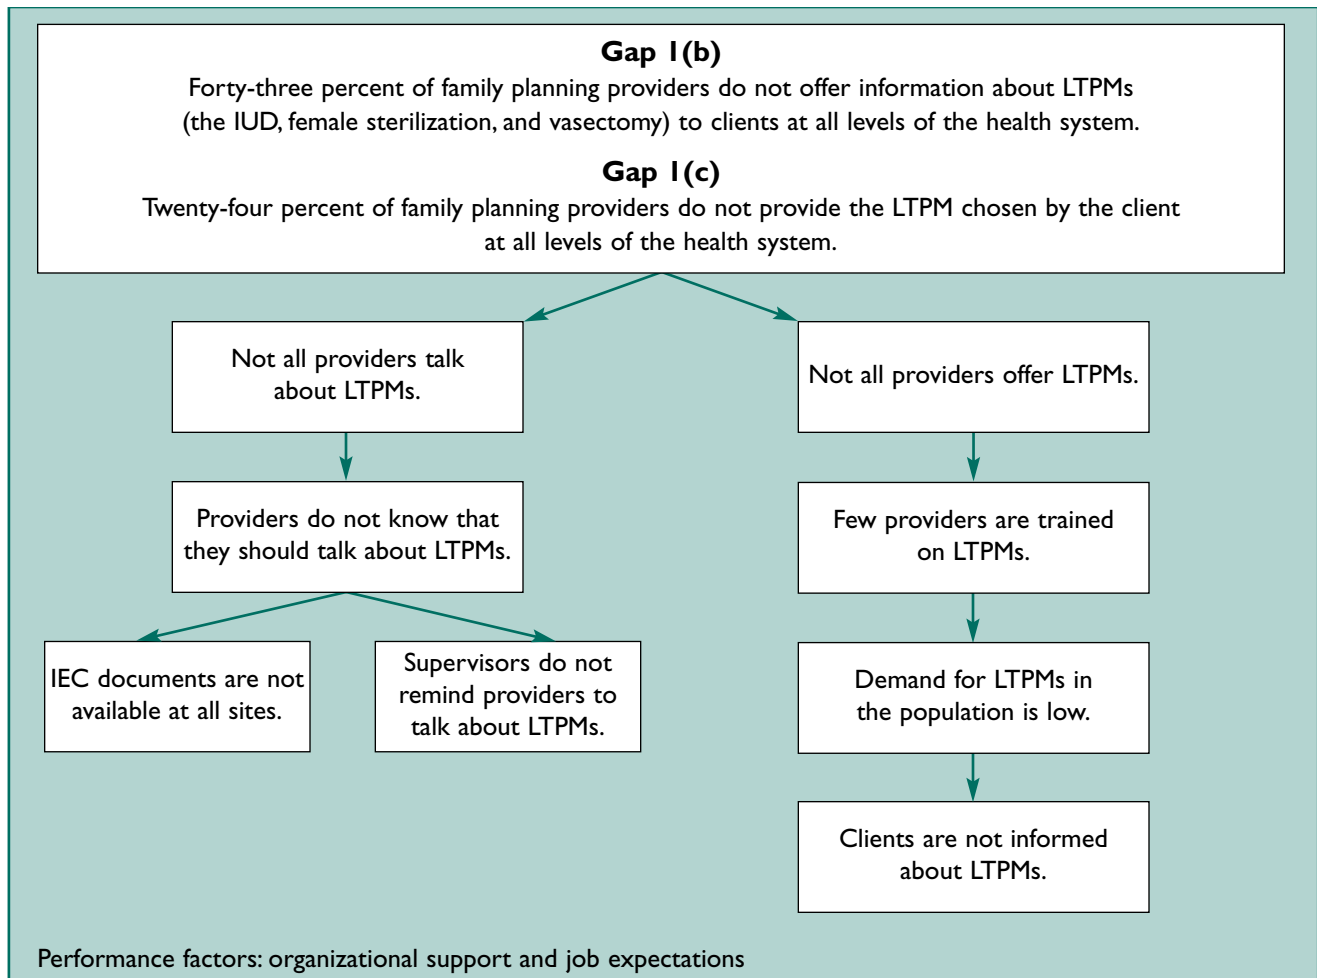 Gap 1(b)
Forty-three percent of family planning providers do not offer information about LTPMs
(the IUD, female sterilization, and vasectomy) to clients at all levels of the health system.
Gap 1(c)
Twenty-four percent of family planning providers do not provide the LTPM chosen by the client
at all levels of the health system.
Not all providers talk
about LTPMs.
Not all providers offer LTPMs.
Providers do not know that
they should talk about LTPMs.
Few providers are trained
on LTPMs.
IEC documents are not
available at all sites.
Supervisors do not
remind providers to
talk about LTPMs.
Demand for LTPMs in
the population is low.
Clients are not informed
about LTPMs.
Performance factors: organizational support and job expectations